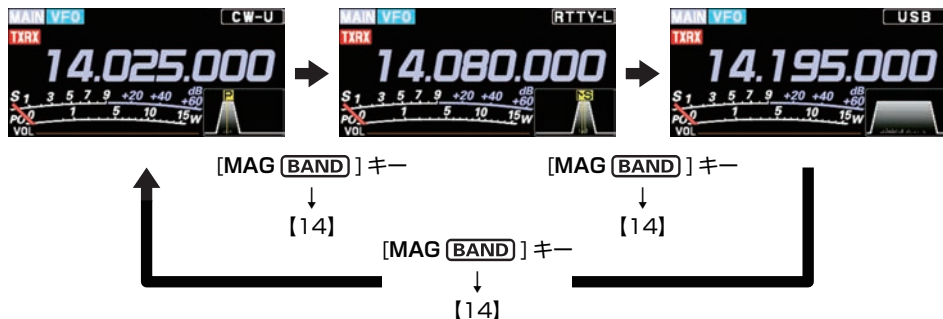 MAIN VFO CW-U
TXRX
14.025.000
S 1 3 5 7 9 +20 +40 +60 dB
PO 0 1 5 10 15 W
VOL
P
MAIN VFO RTTY-L
TXRX
14.080.000
S 1 3 5 7 9 +20 +40 +60 dB
PO 0 1 5 10 15 W
VOL
MAIN VFO USB
TXRX
14.195.000
S 1 3 5 7 9 +20 +40 +60 dB
PO 0 1 5 10 15 W
VOL
[MAG BAND] キー
↓
【14】
[MAG BAND] キー
↓
【14】
[MAG BAND] キー
↓
【14】